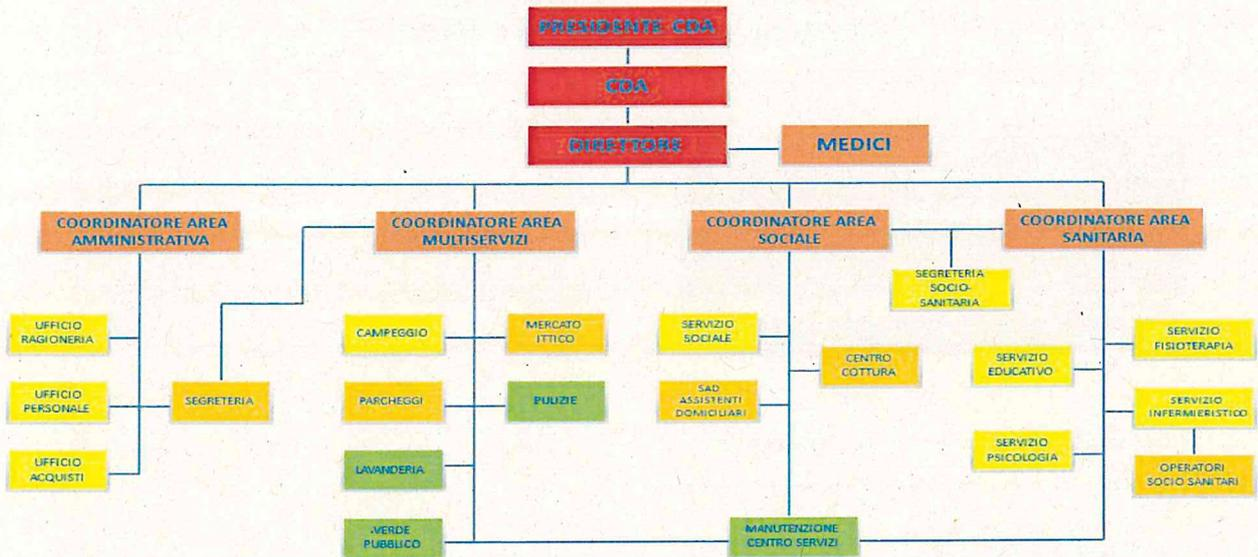 PRESIDENTE CDA
CDA
DIRETTORE
MEDICI
COORDINATORE AREA
AMMINISTRATIVA
COORDINATORE AREA
MULTISERVIZI
COORDINATORE AREA
SOCIALE
COORDINATORE AREA
SANITARIA
SEGRETERIA
SOCIO-
SANITARIA
UFFICIO
RAGIONERIA
CAMPEGGIO
MERCATO
ITTICO
SERVIZIO
SOCIALE
SERVIZIO
FISIOTERAPIA
CENTRO
COTTURA
SERVIZIO
EDUCATIVO
UFFICIO
PERSONALE
SEGRETERIA
PARCHEGGI
PULIZIE
SAD
ASSISTENTI
DOMICILIARI
SERVIZIO
INFERMIERISTICO
SERVIZIO
PSICOLOGIA
UFFICIO
ACQUISTI
LAVANDERIA
OPERATORI
SOCIO SANITARI
VERDE
PUBBLICO
MANUTENZIONE
CENTRO SERVIZI